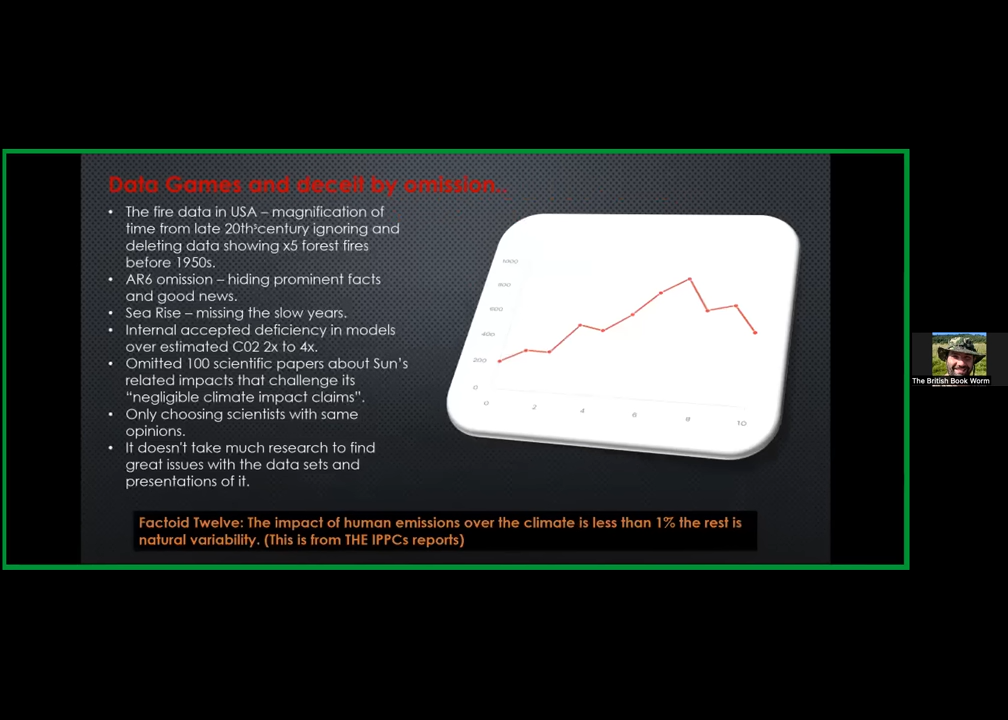 Data Games and deceit by omission..
• The fire data in USA – magnification of
time from late 20th^s century ignoring and
deleting data showing x5 forest fires
before 1950s.
• AR6 omission – hiding prominent facts
and good news.
• Sea Rise – missing the slow years.
• Internal accepted deficiency in models
over estimated C02 2x to 4x.
• Omitted 100 scientific papers about Sun's
related impacts that challenge its
"negligible climate impact claims".
• Only choosing scientists with same
opinions.
• It doesn't take much research to find
great issues with the data sets and
presentations of it.
1000
800
600
400
200
0
0 2 4 6 8 10
Factoid Twelve: The impact of human emissions over the climate is less than 1% the rest is
natural variability. (This is from THE IPPCs reports)
The British Book Worm